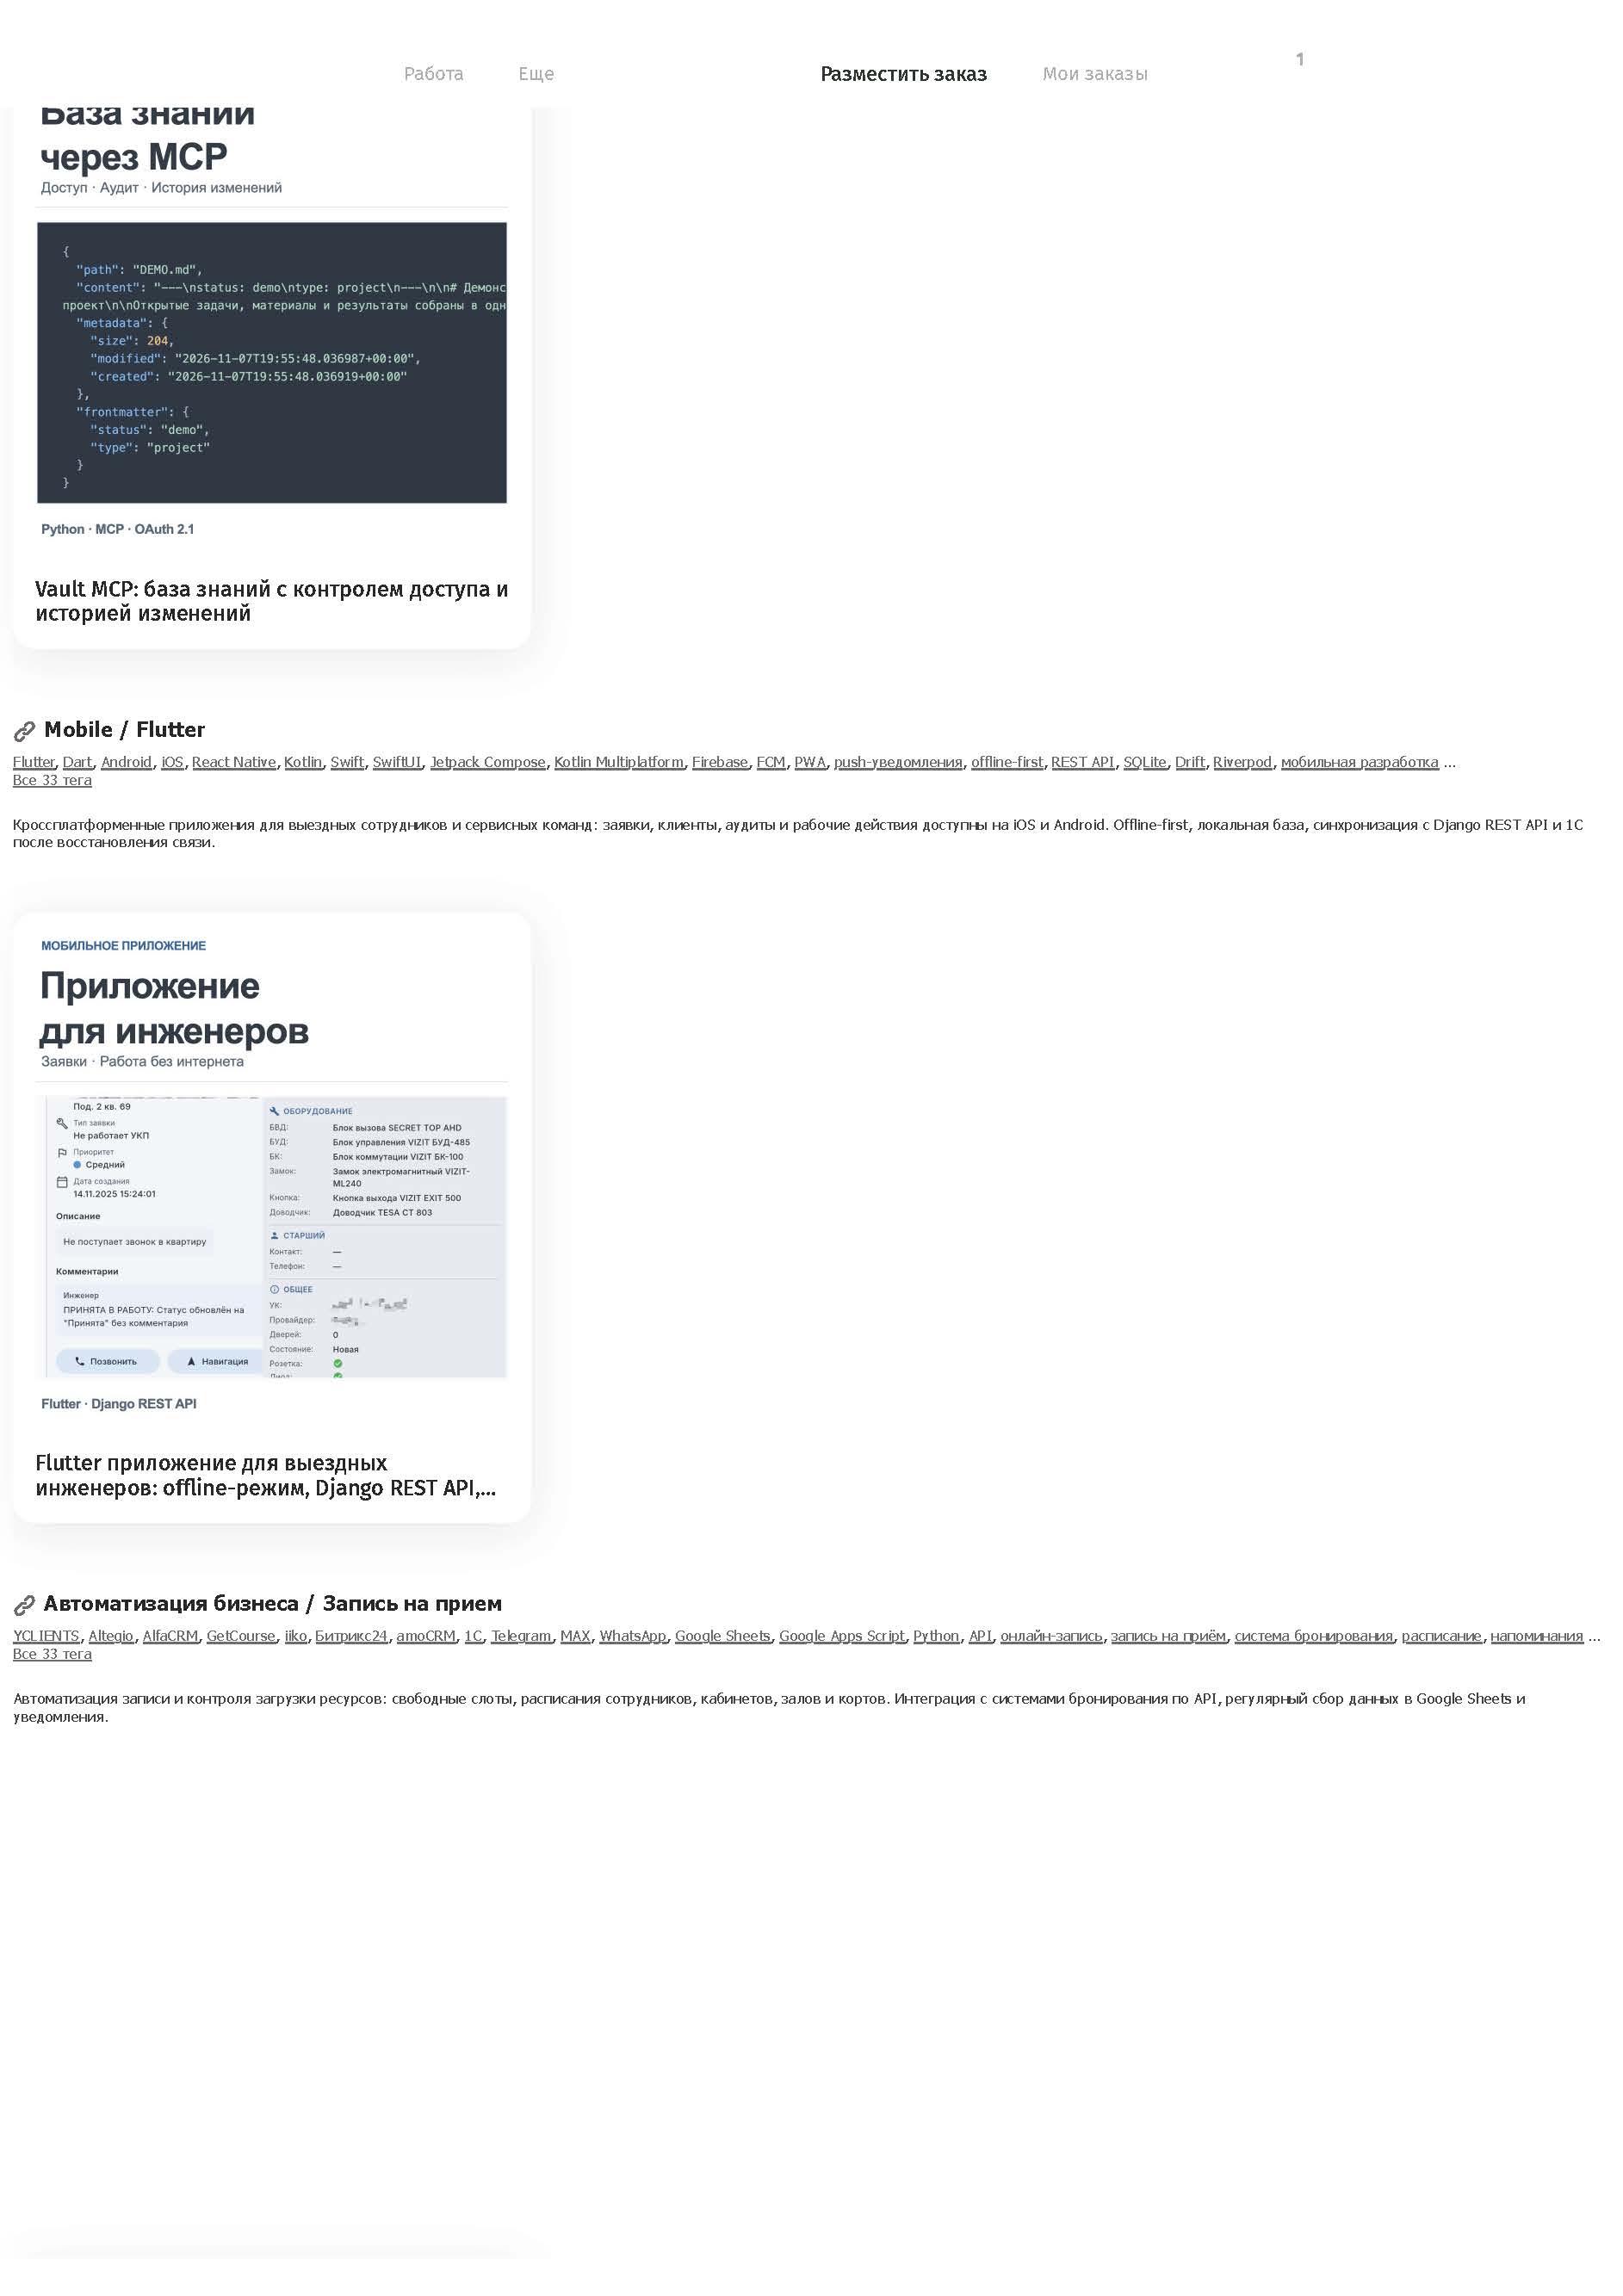 Работа Еще Разместить заказ Мои заказы 1
База знаний
через MCP
Доступ · Аудит · История изменений
{
"path": "DEMO.md",
"content": "---\nstatus: demo\ntype: project\n---\n\n# Демонс
проект\n\nОткрытые задачи, материалы и результаты собраны в одн
"metadata": {
"size": 204,
"modified": "2026-11-07T19:55:48.036987+00:00",
"created": "2026-11-07T19:55:48.036919+00:00"
},
"frontmatter": {
"status": "demo",
"type": "project"
}
}
Python · MCP · OAuth 2.1
Vault MCP: база знаний с контролем доступа и
историей изменений
Mobile / Flutter
Flutter, Dart, Android, iOS, React Native, Kotlin, Swift, SwiftUI, Jetpack Compose, Kotlin Multiplatform, Firebase, FCM, PWA, push-уведомления, offline-first, REST API, SQLite, Drift, Riverpod, мобильная разработка ...
Все 33 тега
Кроссплатформенные приложения для выездных сотрудников и сервисных команд: заявки, клиенты, аудиты и рабочие действия доступны на iOS и Android. Offline-first, локальная база, синхронизация с Django REST API и 1С
после восстановления связи.
МОБИЛЬНОЕ ПРИЛОЖЕНИЕ
Приложение
для инженеров
Заявки · Работа без интернета
Под. 2 кв. 69
Тип заявки
Не работает УКП
Приоритет
Средний
Дата создания
14.11.2025 15:24:01
Описание
Не поступает звонок в квартиру
Комментарии
Инженер
ПРИНЯТА В РАБОТУ: Статус обновлён на
"Принята" без комментария
Позвонить Навигация
ОБОРУДОВАНИЕ
БВД: Блок вызова SECRET TOP AHD
БУД: Блок управления VIZIT БУД-485
БК: Блок коммутации VIZIT БК-100
Замок: Замок электромагнитный VIZIT-
ML240
Кнопка: Кнопка выхода VIZIT EXIT 500
Доводчик: Доводчик TESA CT 803
СТАРШИЙ
Контакт: —
Телефон: —
ОБЩЕЕ
УК:
Провайдер:
Дверей: 0
Состояние: Новая
Розетка:
Flutter · Django REST API
Flutter приложение для выездных
инженеров: offline-режим, Django REST API,...
Автоматизация бизнеса / Запись на прием
YCLIENTS, Altegio, AlfaCRM, GetCourse, iiko, Битрикс24, amoCRM, 1С, Telegram, MAX, WhatsApp, Google Sheets, Google Apps Script, Python, API, онлайн-запись, запись на приём, система бронирования, расписание, напоминания ...
Все 33 тега
Автоматизация записи и контроля загрузки ресурсов: свободные слоты, расписания сотрудников, кабинетов, залов и кортов. Интеграция с системами бронирования по API, регулярный сбор данных в Google Sheets и
уведомления.